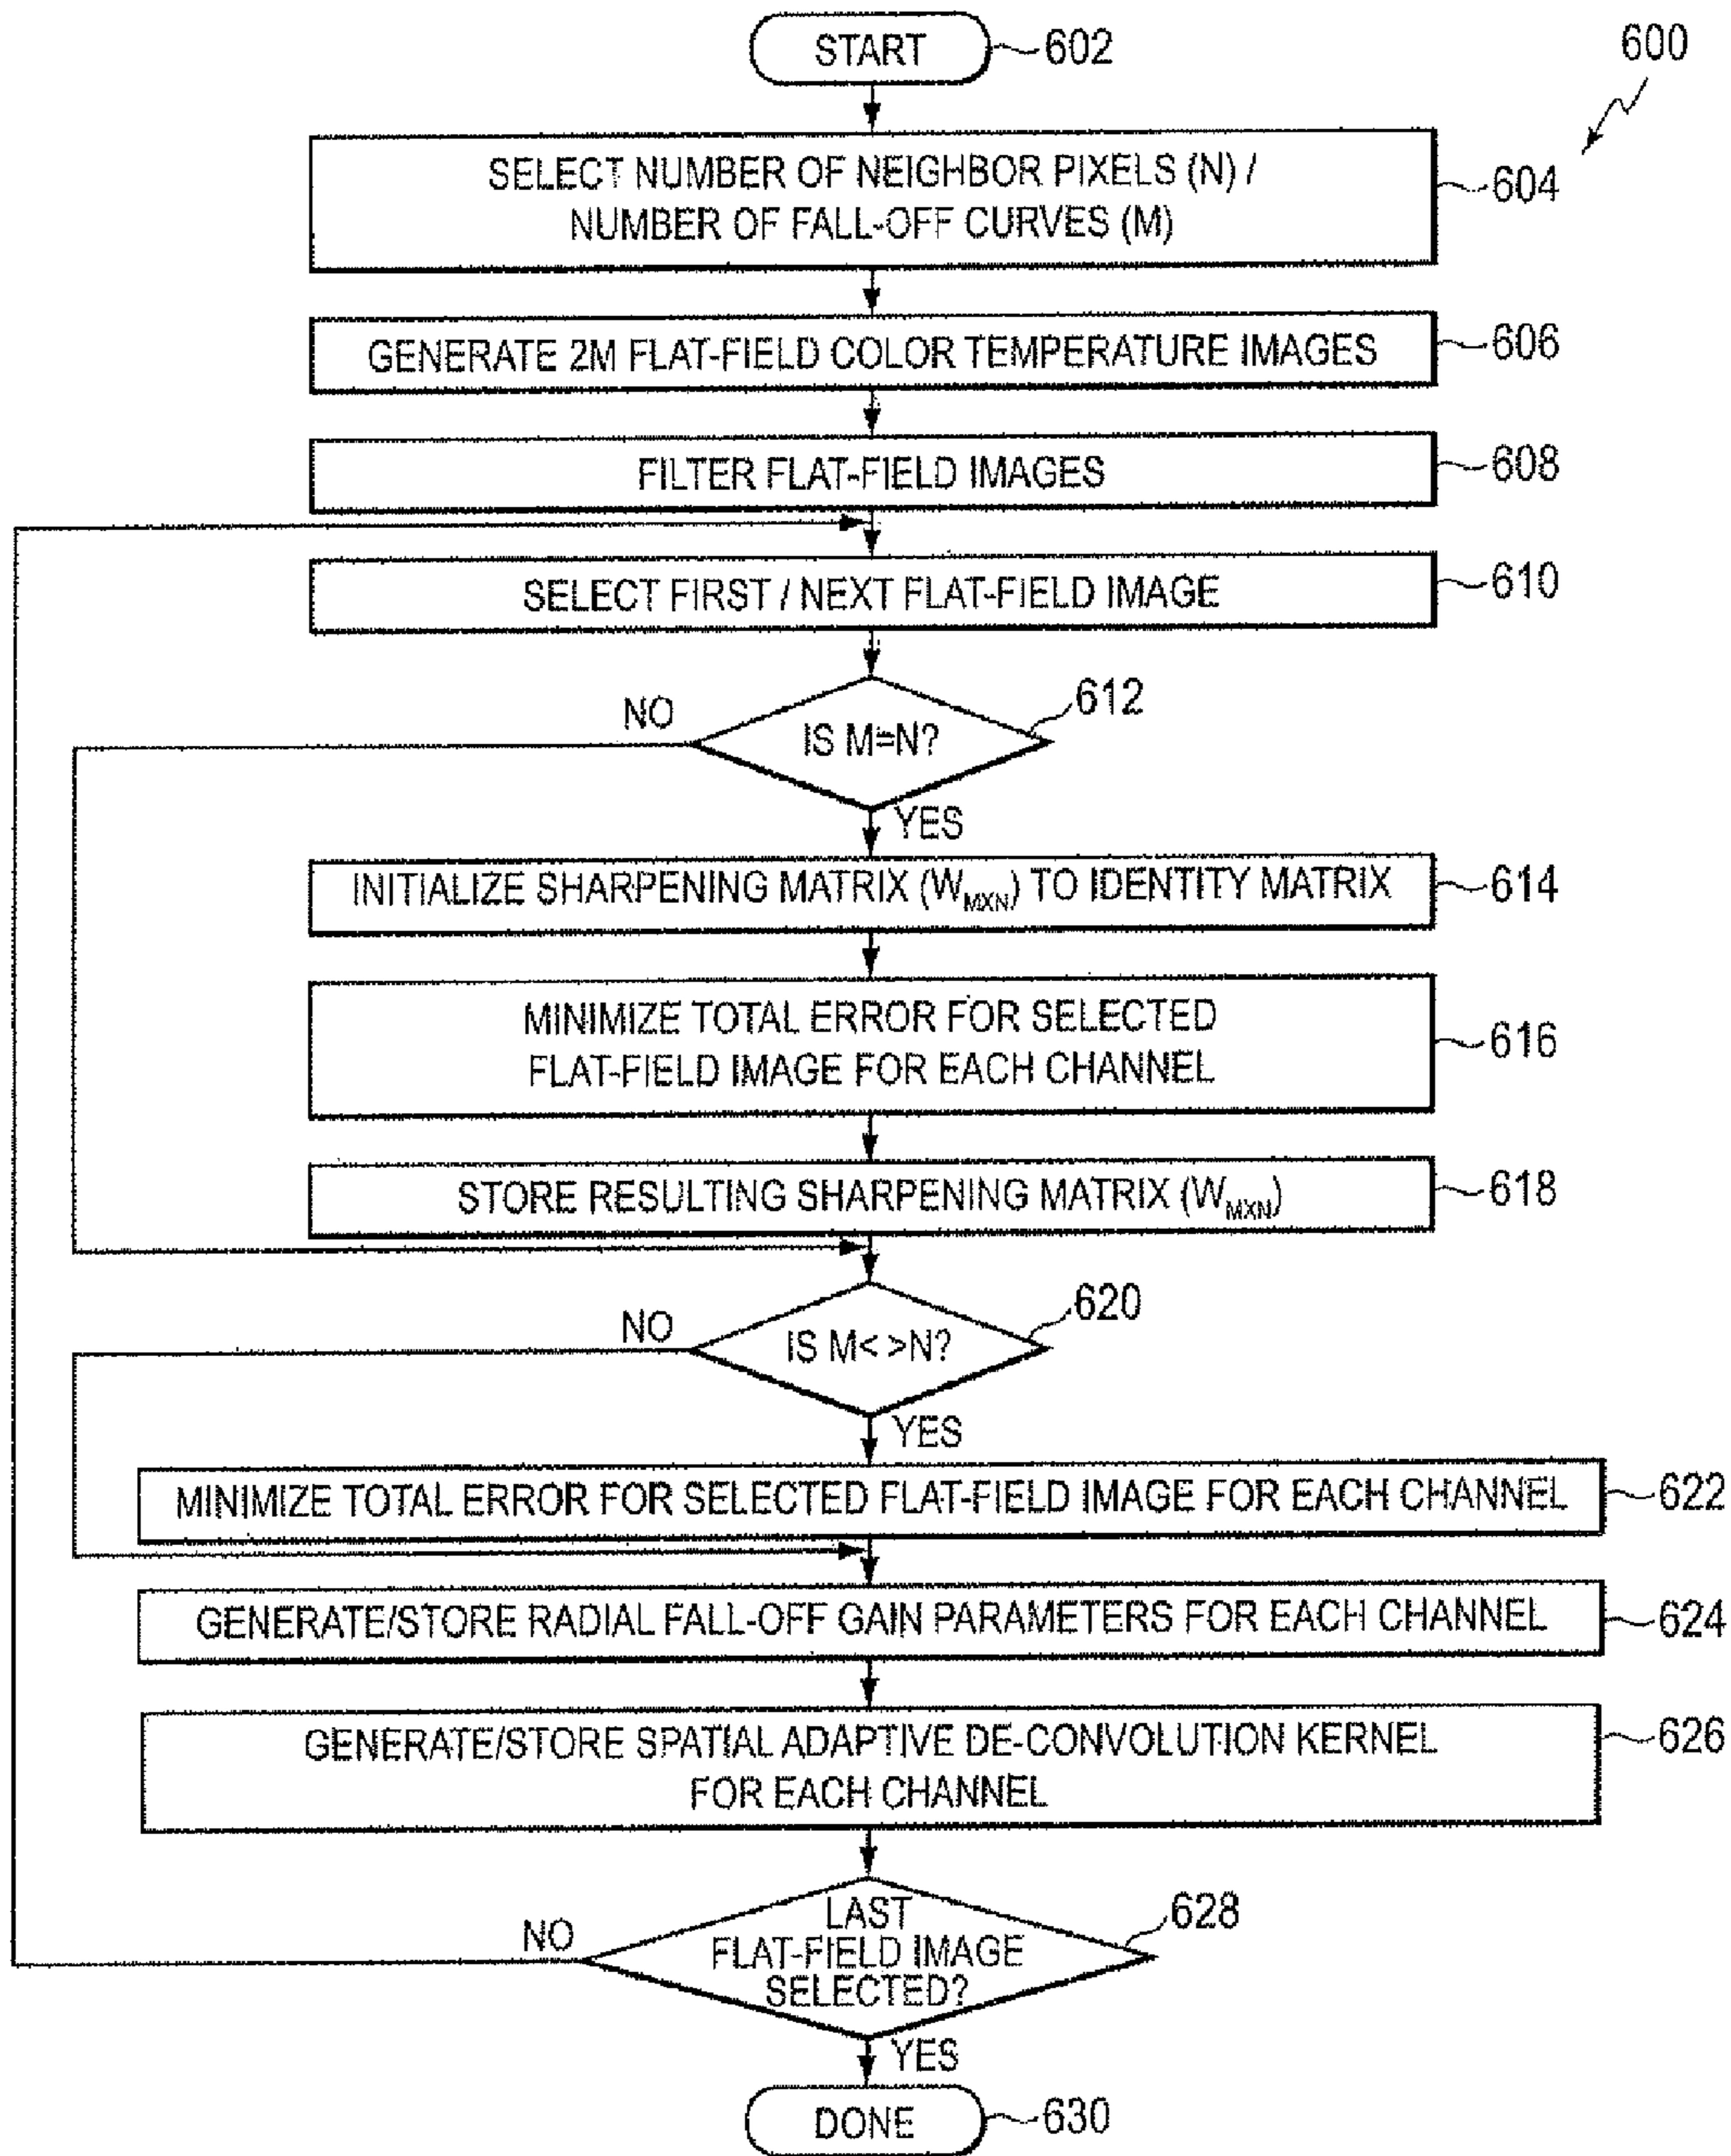 START
602
600
SELECT NUMBER OF NEIGHBOR PIXELS (N) /
NUMBER OF FALL-OFF CURVES (M)
604
GENERATE 2M FLAT-FIELD COLOR TEMPERATURE IMAGES
606
FILTER FLAT-FIELD IMAGES
608
SELECT FIRST / NEXT FLAT-FIELD IMAGE
610
612
NO
IS M=N?
YES
INITIALIZE SHARPENING MATRIX (W_MXN) TO IDENTITY MATRIX
614
MINIMIZE TOTAL ERROR FOR SELECTED
FLAT-FIELD IMAGE FOR EACH CHANNEL
616
STORE RESULTING SHARPENING MATRIX (W_MXN)
618
620
NO
IS M< >N?
YES
MINIMIZE TOTAL ERROR FOR SELECTED FLAT-FIELD IMAGE FOR EACH CHANNEL
622
GENERATE/STORE RADIAL FALL-OFF GAIN PARAMETERS FOR EACH CHANNEL
624
GENERATE/STORE SPATIAL ADAPTIVE DE-CONVOLUTION KERNEL
FOR EACH CHANNEL
626
628
NO
LAST
FLAT-FIELD IMAGE
SELECTED?
YES
DONE
630